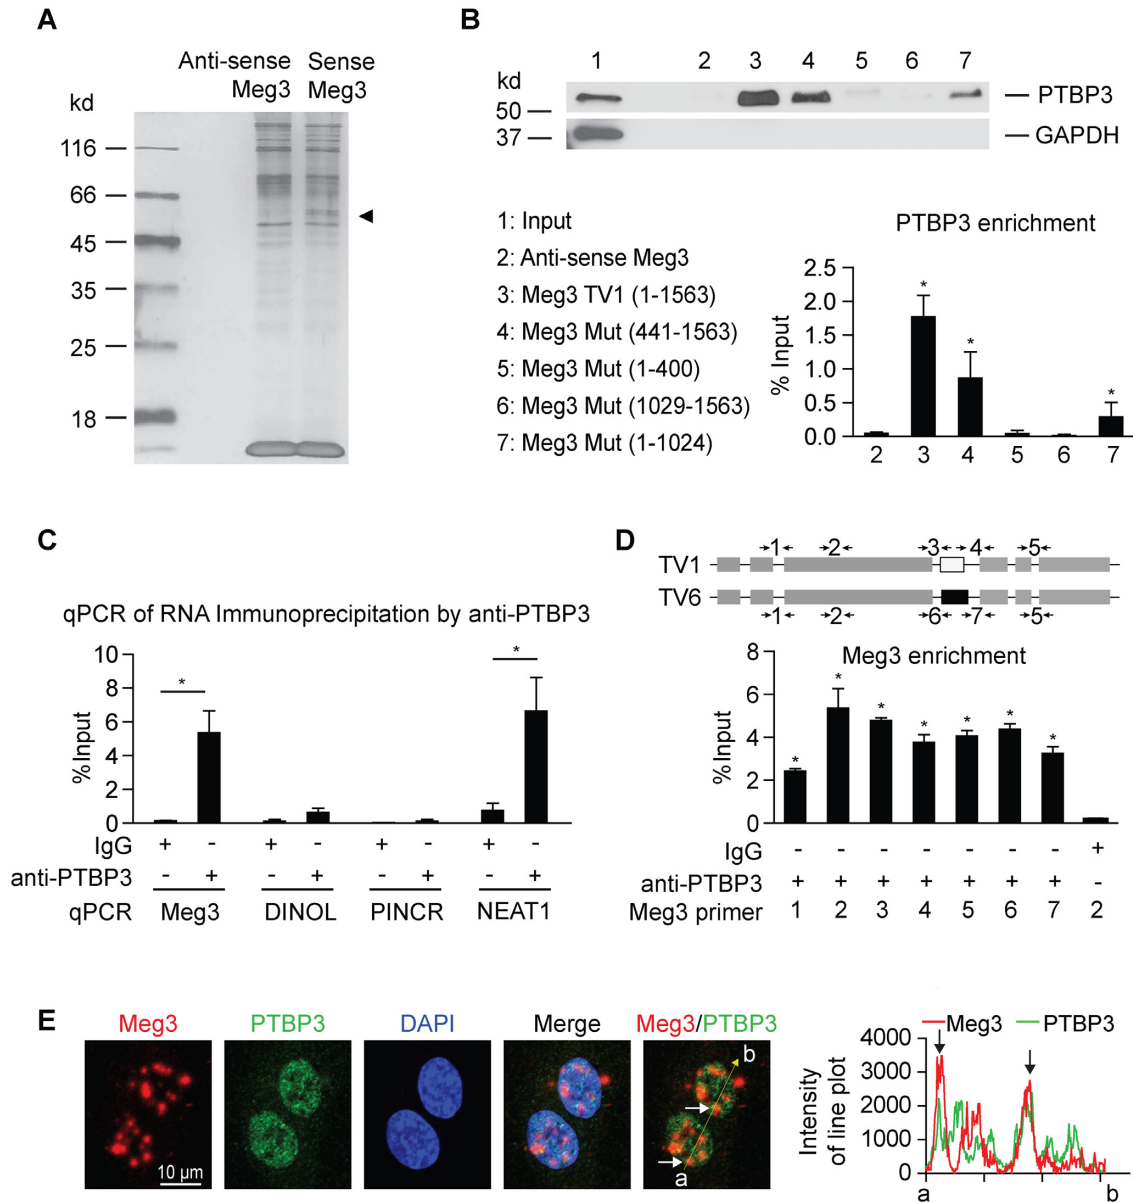 A
Anti-sense Sense
Meg3 Meg3
kd
116
66
45
35
25
18
B
1 2 3 4 5 6 7
kd
50
37
PTBP3
GAPDH
1: Input
2: Anti-sense Meg3
3: Meg3 TV1 (1-1563)
4: Meg3 Mut (441-1563)
5: Meg3 Mut (1-400)
6: Meg3 Mut (1029-1563)
7: Meg3 Mut (1-1024)
PTBP3 enrichment
% Input
2.5
2.0
1.5
1.0
0.5
0.0
* * *
2 3 4 5 6 7
C
qPCR of RNA Immunoprecipitation by anti-PTBP3
%Input
10
8
6
4
2
0
* *
IgG + - + - + - + -
anti-PTBP3 - + - + - + - +
qPCR Meg3 DINOL PINCR NEAT1
D
1 2 3 4 5
TV1
TV6
1 2 6 7 5
Meg3 enrichment
%Input
8
6
4
2
0
* * * * * * *
IgG - - - - - - - +
anti-PTBP3 + + + + + + + -
Meg3 primer 1 2 3 4 5 6 7 2
E
Meg3 PTBP3 DAPI Merge Meg3/PTBP3
10 µm
b
a
Meg3 PTBP3
Intensity
of line plot
4000
3000
2000
1000
0
a b